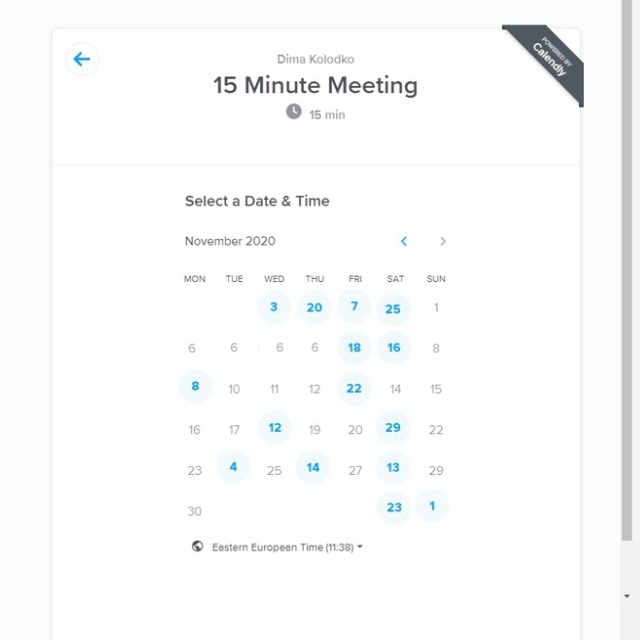 POWERED BY
Calendly
Dima Kolodko
15 Minute Meeting
15 min
Select a Date & Time
November 2020
MON TUE WED THU FRI SAT SUN
3 20 7 25 1
6 6 6 6 18 16 8
8 10 11 12 22 14 15
16 17 12 19 20 29 22
23 4 25 14 27 13 29
30 23 1
Eastern European Time (11:38)